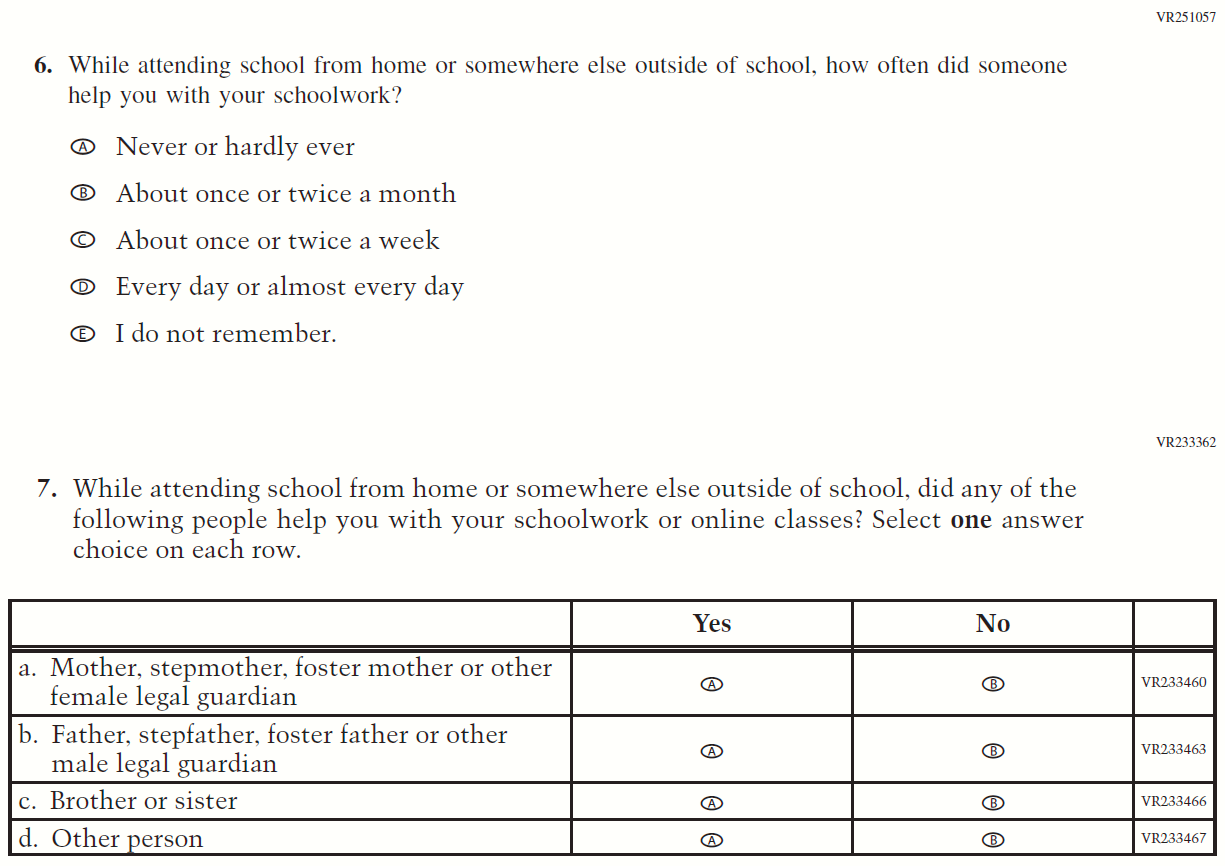 VR251057
6. While attending school from home or somewhere else outside of school, how often did someone
help you with your schoolwork?
A Never or hardly ever
B About once or twice a month
C About once or twice a week
D Every day or almost every day
E I do not remember.
VR233362
7. While attending school from home or somewhere else outside of school, did any of the
following people help you with your schoolwork or online classes? Select one answer
choice on each row.
Yes No
a. Mother, stepmother, foster mother or other
female legal guardian
A B VR233460
b. Father, stepfather, foster father or other
male legal guardian
A B VR233463
c. Brother or sister A B VR233466
d. Other person A B VR233467